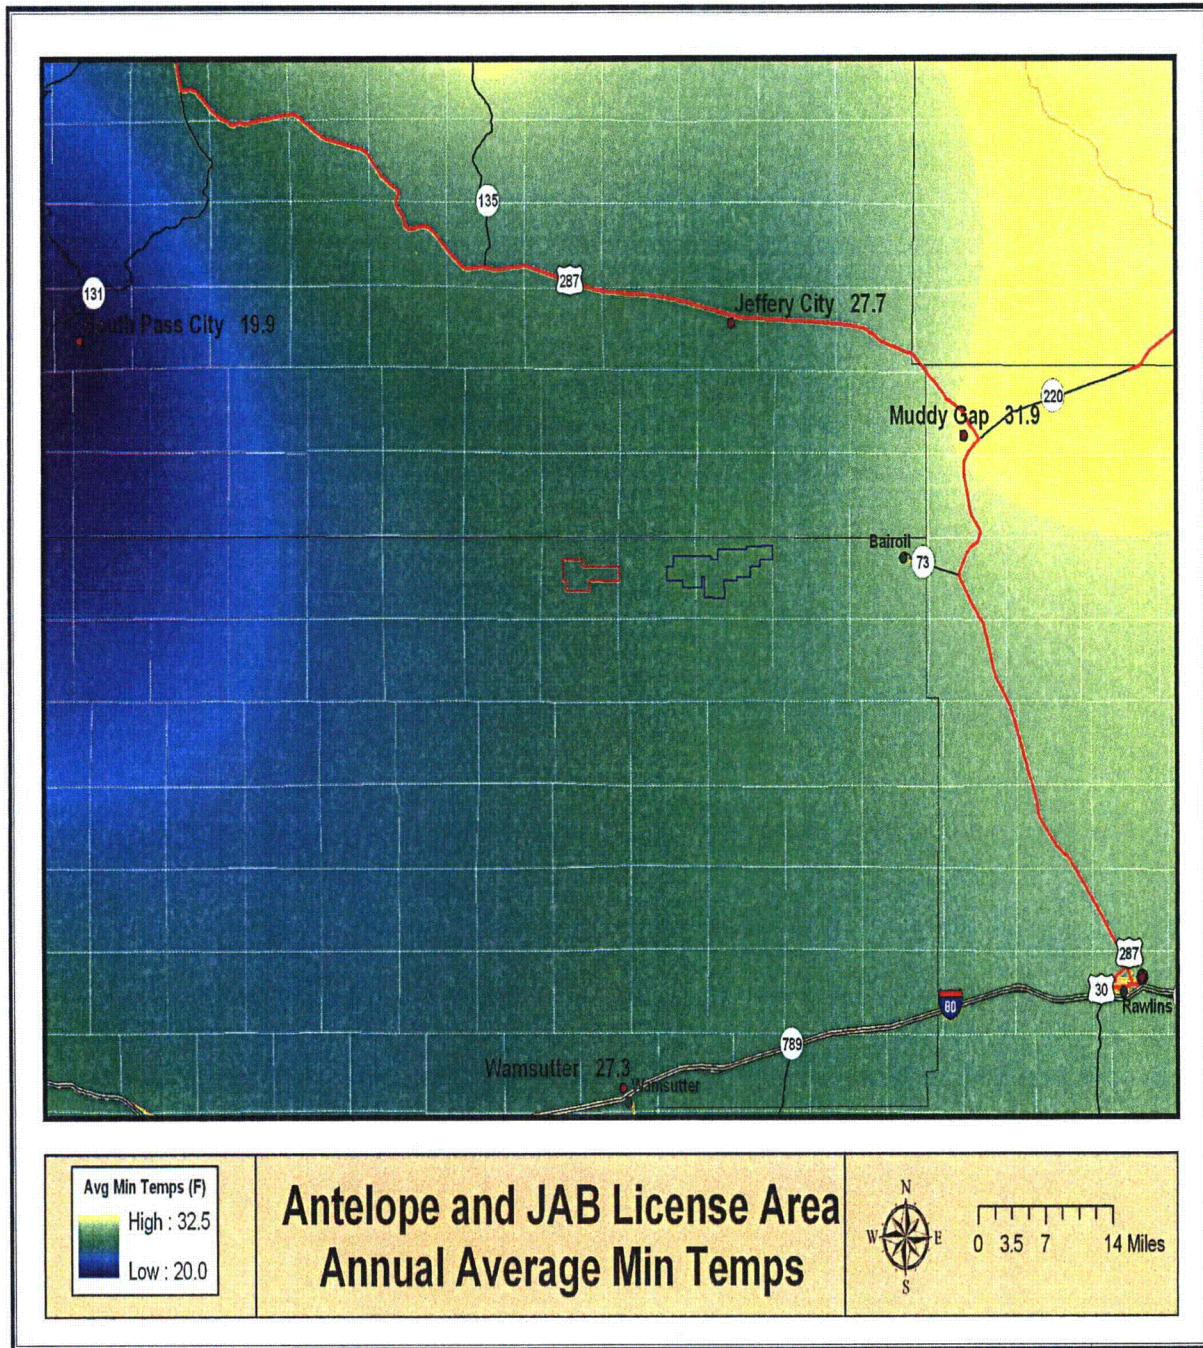 135
287
131
Jeffery City 27.7
South Pass City 19.9
220
Muddy Gap 31.9
Bairoil
73
287
30
Rawlins
80
789
Wamsutter 27.3
Wamsutter
Avg Min Temps (F)
High : 32.5
Low : 20.0
Antelope and JAB License Area
Annual Average Min Temps
N
W E
S
0 3.5 7 14 Miles